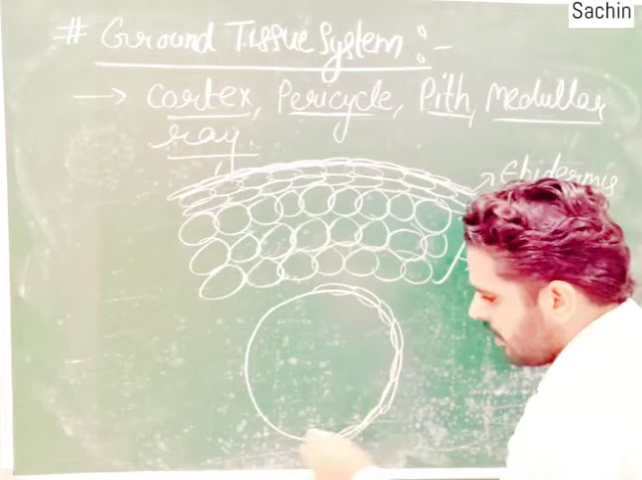 Sachin
# Ground Tissue System :-
→ Cortex, Pericycle, Pith, Medullar
ray.
Epidermis